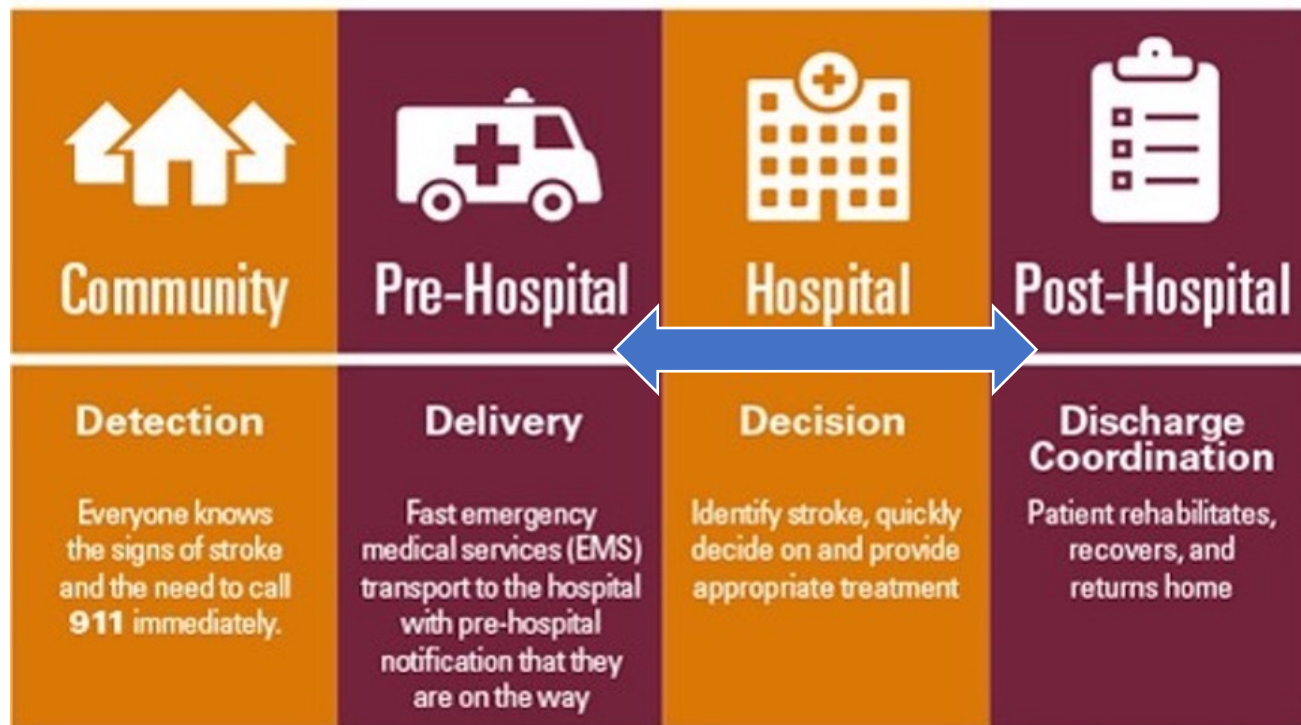 Community
Detection
Everyone knows
the signs of stroke
and the need to call
911 immediately.
Pre-Hospital
Delivery
Fast emergency
medical services (EMS)
transport to the hospital
with pre-hospital
notification that they
are on the way
Hospital
Decision
Identify stroke, quickly
decide on and provide
appropriate treatment
Post-Hospital
Discharge
Coordination
Patient rehabilitates,
recovers, and
returns home